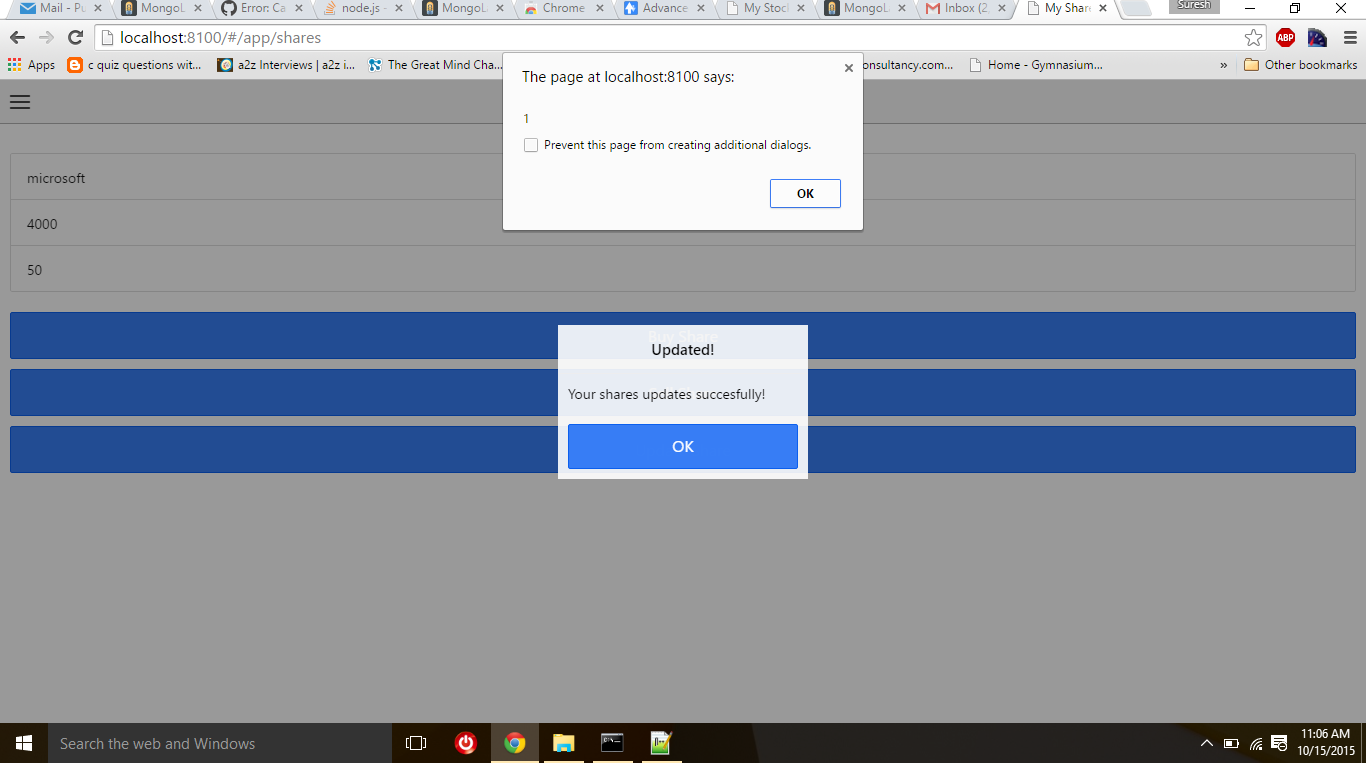 Mail - Pu
MongoL
Error: Ca
node.js -
MongoL
Chrome
Advance
My Stoc
MongoL
Inbox (2
My Shar
Suresh
localhost:8100/#/app/shares
ABP
Apps
c quiz questions wit...
a2z Interviews | a2z i...
The Great Mind Cha...
onsultancy.com...
Home - Gymnasium...
»
Other bookmarks
The page at localhost:8100 says:
1
Prevent this page from creating additional dialogs.
OK
microsoft
4000
50
Updated!
Your shares updates succesfully!
OK
Search the web and Windows
11:06 AM
10/15/2015